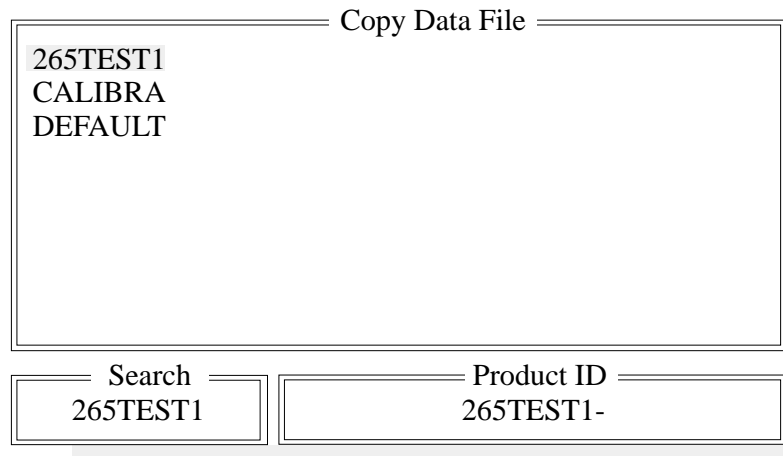 Copy Data File
265TEST1
CALIBRA
DEFAULT
Search
265TEST1
Product ID
265TEST1-